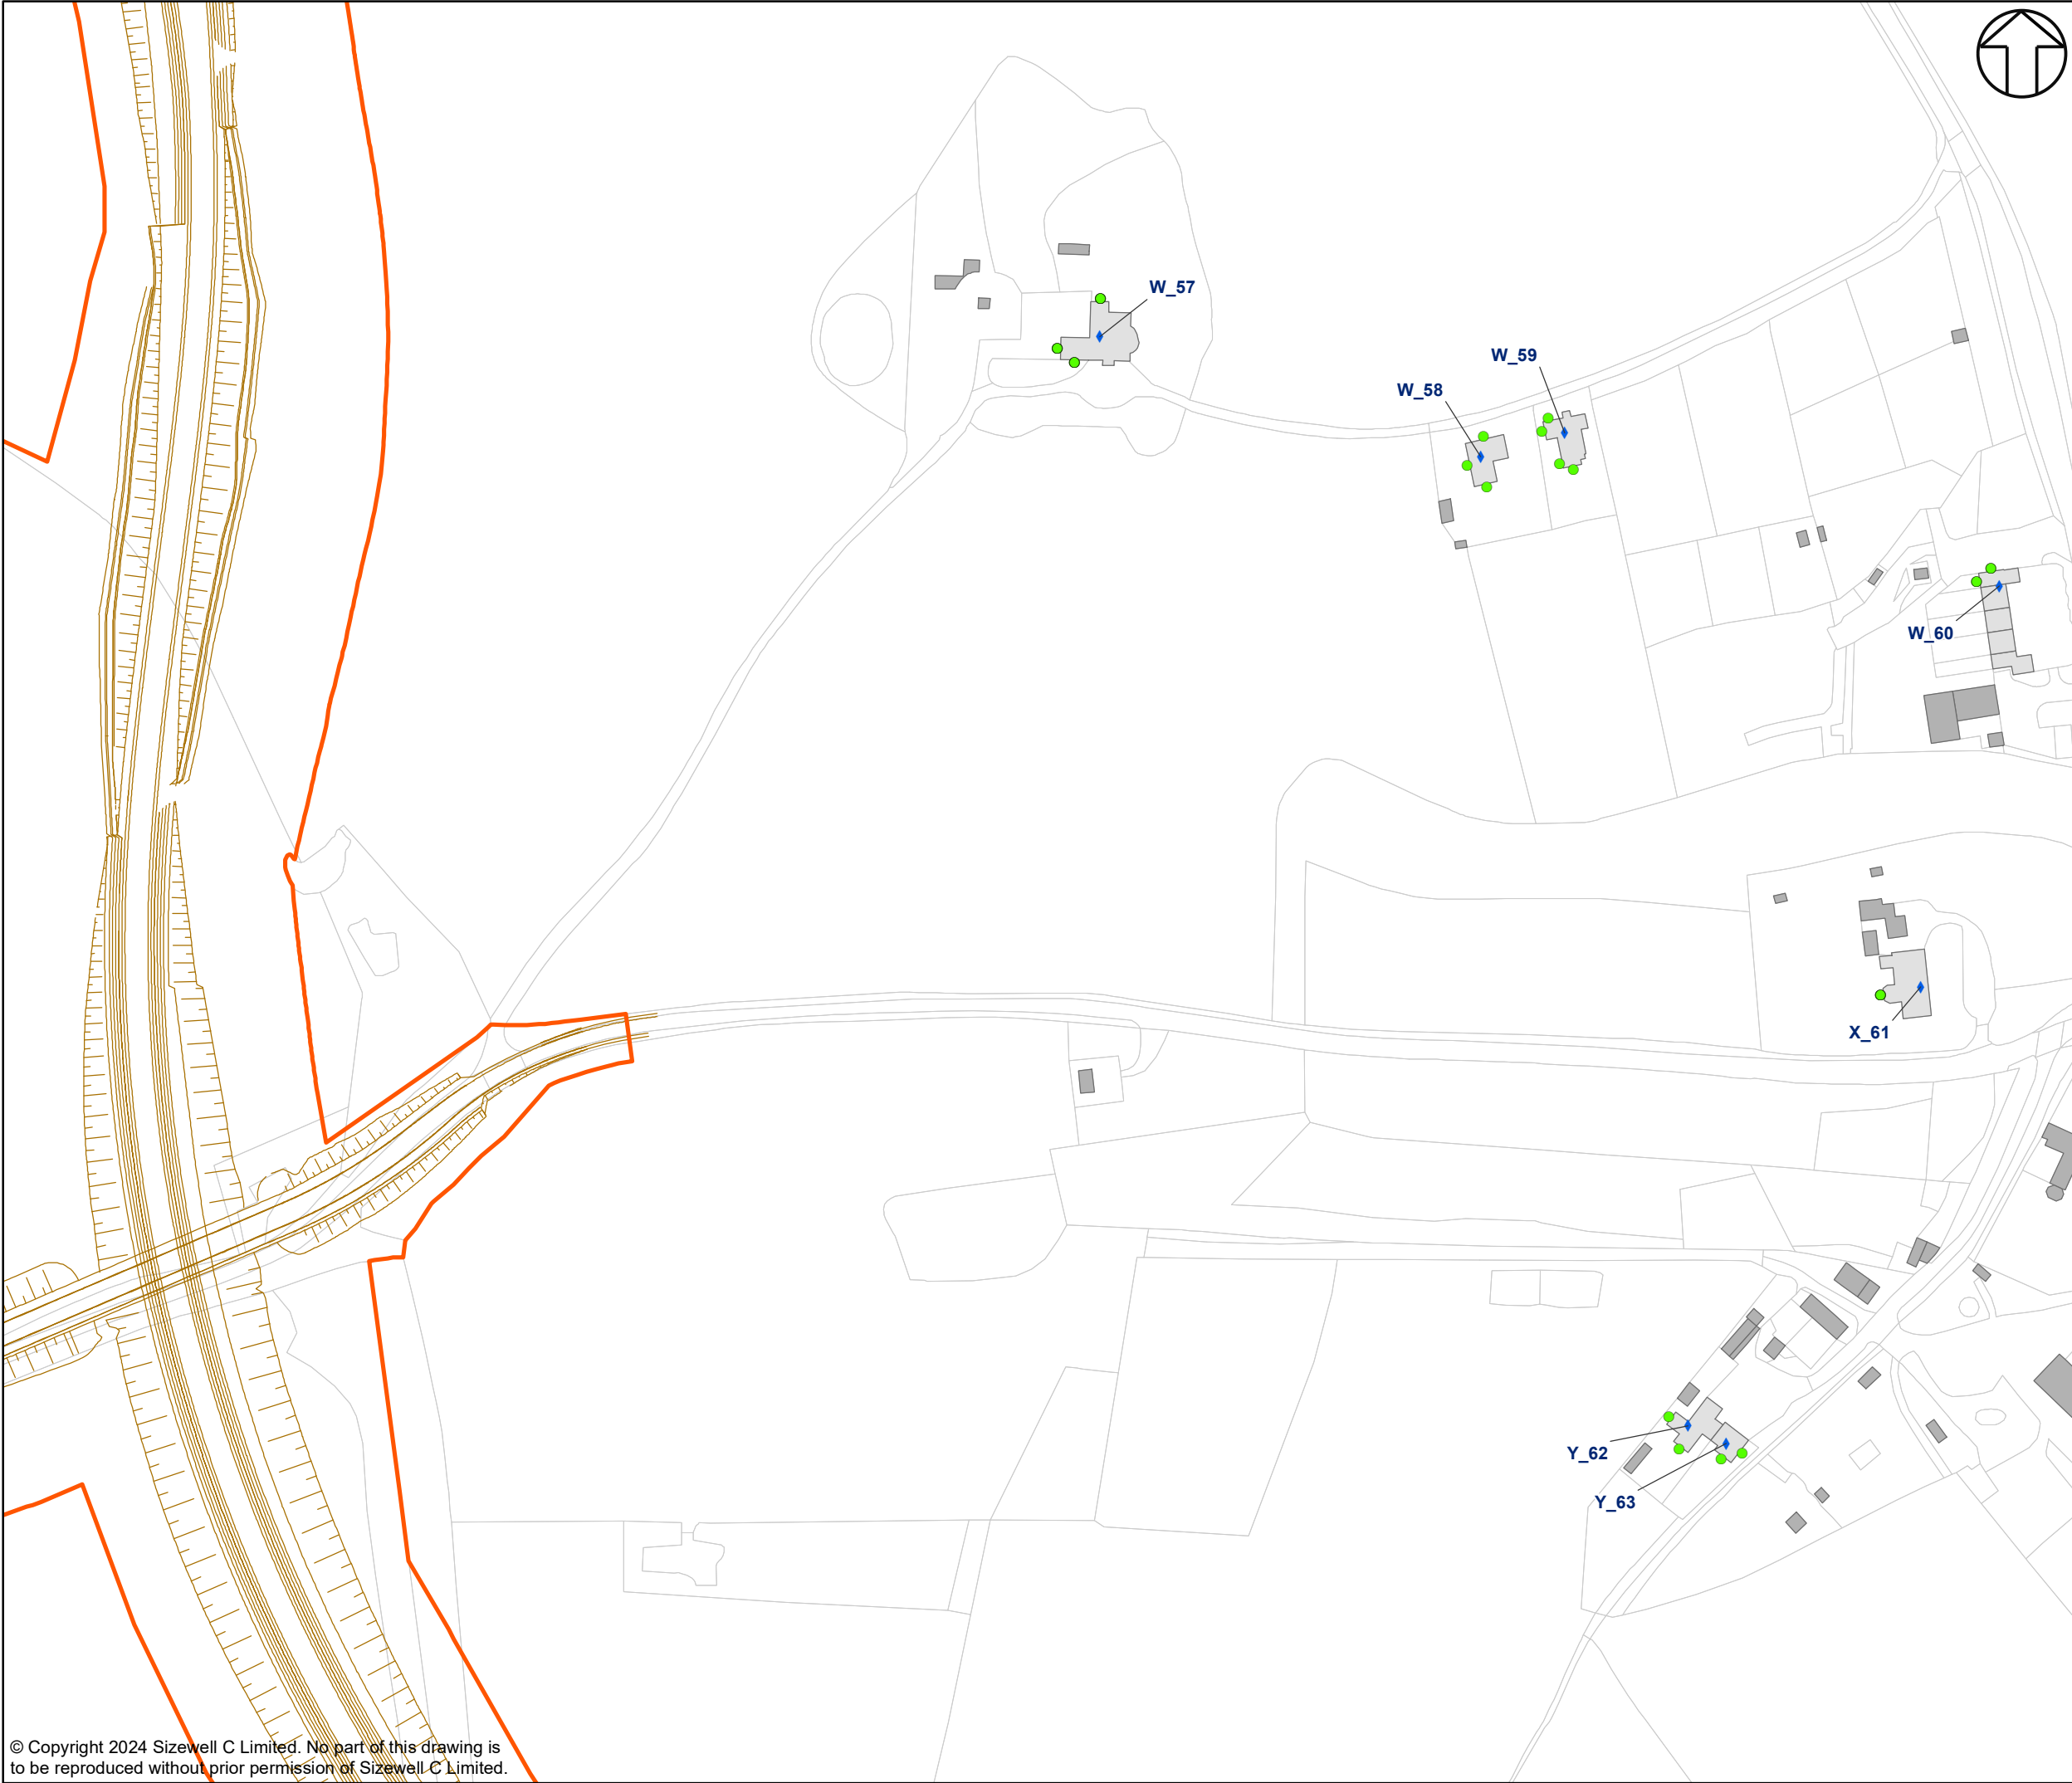 W_57
W_59
W_58
W_60
X_61
Y_62
Y_63
© Copyright 2024 Sizewell C Limited. No part of this drawing is
to be reproduced without prior permission of Sizewell C Limited.